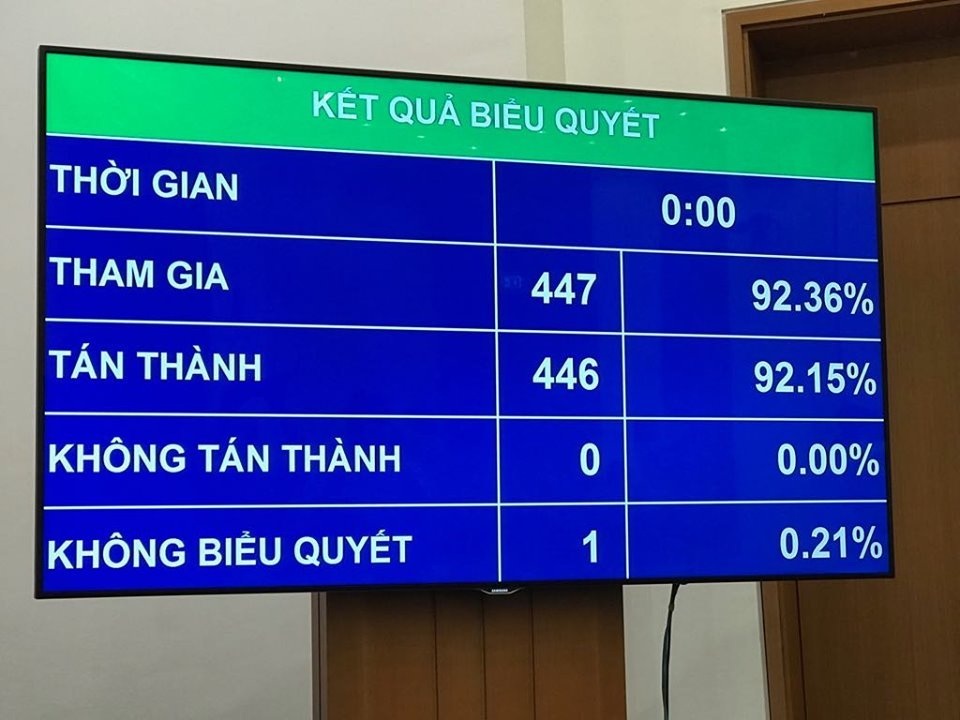 KẾT QUẢ BIỂU QUYẾT
THỜI GIAN 0:00
THAM GIA 447 92.36%
TÁN THÀNH 446 92.15%
KHÔNG TÁN THÀNH 0 0.00%
KHÔNG BIỂU QUYẾT 1 0.21%
SAMSUNG